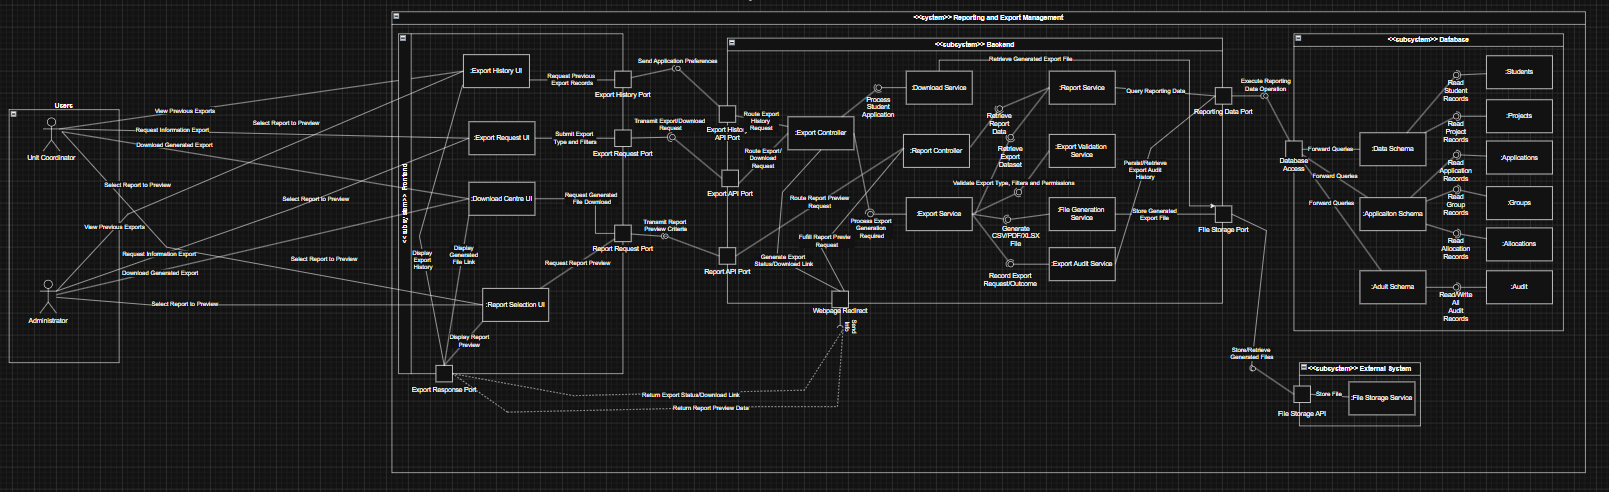 <<system>> Reporting and Export Management
Users
Unit Coordinator
Administrator
View Previous Exports
Request Information Export
Download Generated Export
Select Report to Preview
Select Report to Preview
Select Report to Preview
View Previous Exports
Request Information Export
Download Generated Export
Select Report to Preview
Select Report to Preview
<<subsystem>> Frontend
:Export History UI
:Export Request UI
:Download Centre UI
:Report Selection UI
Request Previous
Export Records
Submit Export
Type and Filters
Request Generated
File Download
Request Report Preview
Display
Export
History
Display
Generated
File Link
Display Report
Preview
Export History Port
Export Request Port
Report Request Port
Export Response Port
Send Application Preferences
Transmit Export/Download
Request
Transmit Report
Preview Criteria
<<subsystem>> Backend
Export History
API Port
Export API Port
Report API Port
Webpage Redirect
Route Export
History
Request
Route Export/
Download
Request
Route Report Preview
Request
Fulfil Report Previe
Request
Generate Export
Status/Download Link
:Export Controller
:Report Controller
Process
Student
Application
Process Export
Generation
Required
Retrieve Generated Export File
:Download Service
:Export Service
Retrieve
Report
Data
Retrieve
Export
Dataset
Validate Export Type, Filters and Permissions
Generate
CSV/PDF/XLSX
File
Record Export
Request/Outcome
:Report Service
:Export Validation
Service
:File Generation
Service
:Export Audit Service
Query Reporting Data
Persist/Retrieve
Export Audit
History
Store Generated
Export File
Reporting Data Port
File Storage Port
Execute Reporting
Data Operation
Send
Info
Return Export Status/Download Link
Return Report Preview Data
Store/Retrieve
Generated Files
<<subsystem>> Database
Database
Access
Forward Queries
Forward Queries
Forward Queries
:Data Schema
:Application Schema
:Adult Schema
Read
Student
Records
Read
Project
Records
Read
Application
Records
Read
Group
Records
Read
Allocation
Records
Read/Write
All
Audit
Records
:Students
:Projects
:Applications
:Groups
:Allocations
:Audit
<<subsystem>> External System
File Storage API
Store File
:File Storage Service